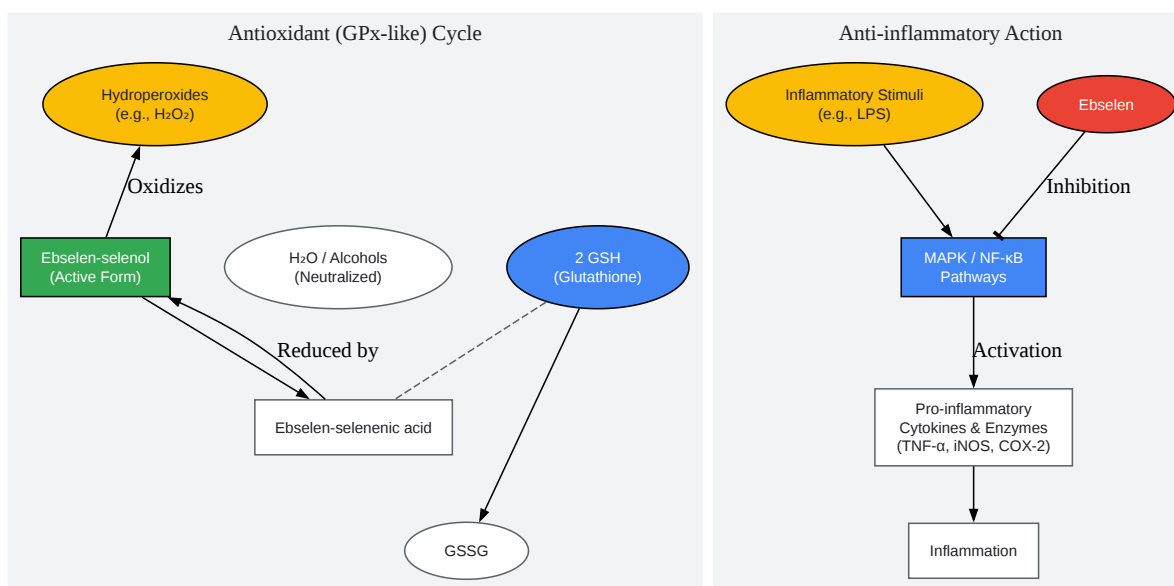 Antioxidant (GPx-like) Cycle
Hydroperoxides
(e.g., H₂O₂)
Oxidizes
Ebselen-selenol
(Active Form)
H₂O / Alcohols
(Neutralized)
2 GSH
(Glutathione)
Reduced by
Ebselen-selenenic acid
GSSG
Anti-inflammatory Action
Inflammatory Stimuli
(e.g., LPS)
Ebselen
Inhibition
MAPK / NF-κB
Pathways
Activation
Pro-inflammatory
Cytokines & Enzymes
(TNF-α, iNOS, COX-2)
Inflammation